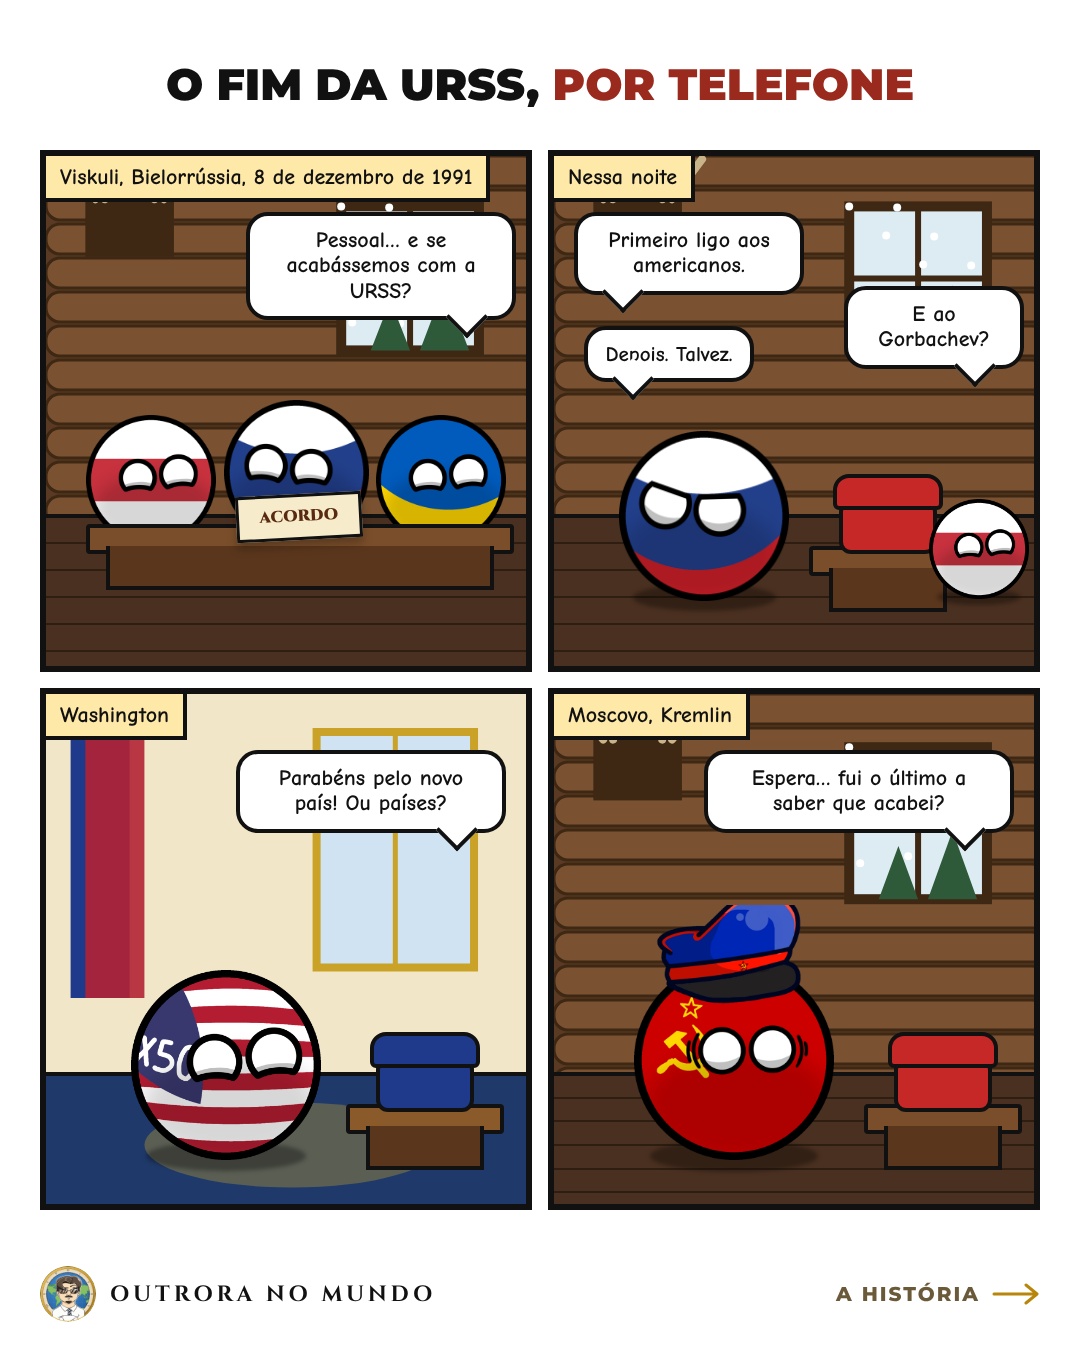 O FIM DA URSS, POR TELEFONE
Viskuli, Bielorrússia, 8 de dezembro de 1991
Pessoal... e se
acabássemos com a
URSS?
ACORDO
Nessa noite
Primeiro ligo aos
americanos.
E ao
Gorbachev?
Depois. Talvez.
Washington
Parabéns pelo novo
país! Ou países?
X50
Moscovo, Kremlin
Espera... fui o último a
saber que acabei?
OUTRORA NO MUNDO
A HISTÓRIA